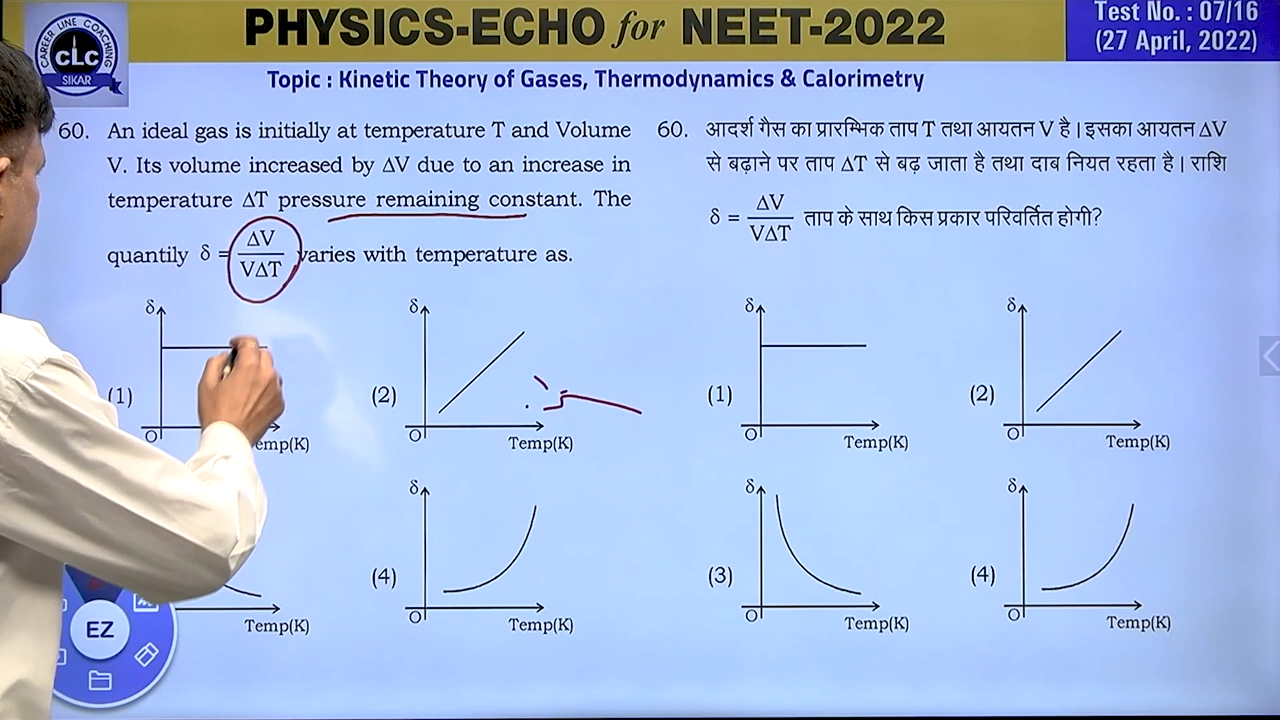 PHYSICS-ECHO for NEET-2022
Test No. : 07/16
(27 April, 2022)
CAREER LINE COACHING
CLC
SIKAR
Topic : Kinetic Theory of Gases, Thermodynamics & Calorimetry
60. An ideal gas is initially at temperature T and Volume
V. Its volume increased by ΔV due to an increase in
temperature ΔT pressure remaining constant. The
quantily δ = ΔV/VΔT varies with temperature as.
(1) δ O emp(K)
(2) δ O Temp(K)
Temp(K)
(4) δ O Temp(K)
60. आदर्श गैस का प्रारम्भिक ताप T तथा आयतन V है। इसका आयतन ΔV
से बढ़ाने पर ताप ΔT से बढ़ जाता है तथा दाब नियत रहता है। राशि
δ = ΔV/VΔT ताप के साथ किस प्रकार परिवर्तित होगी?
(1) δ O Temp(K)
(2) δ O Temp(K)
(3) δ O Temp(K)
(4) δ O Temp(K)
EZ